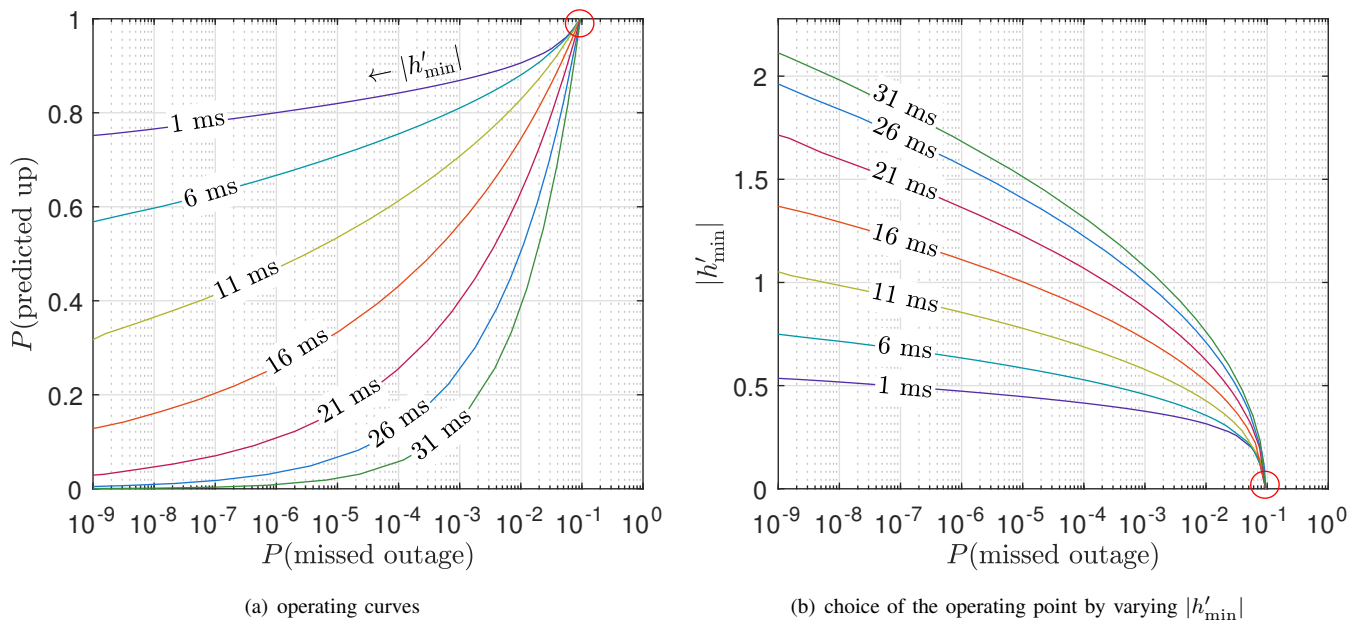 1
0.8
0.6
0.4
0.2
0
P(predicted up)
← |h′min|
1 ms
6 ms
11 ms
16 ms
21 ms
26 ms
31 ms
10-9 10-8 10-7 10-6 10-5 10-4 10-3 10-2 10-1 100
P(missed outage)
(a) operating curves
2
1.5
1
0.5
0
|h′min|
31 ms
26 ms
21 ms
16 ms
11 ms
6 ms
1 ms
10-9 10-8 10-7 10-6 10-5 10-4 10-3 10-2 10-1 100
P(missed outage)
(b) choice of the operating point by varying |h′min|